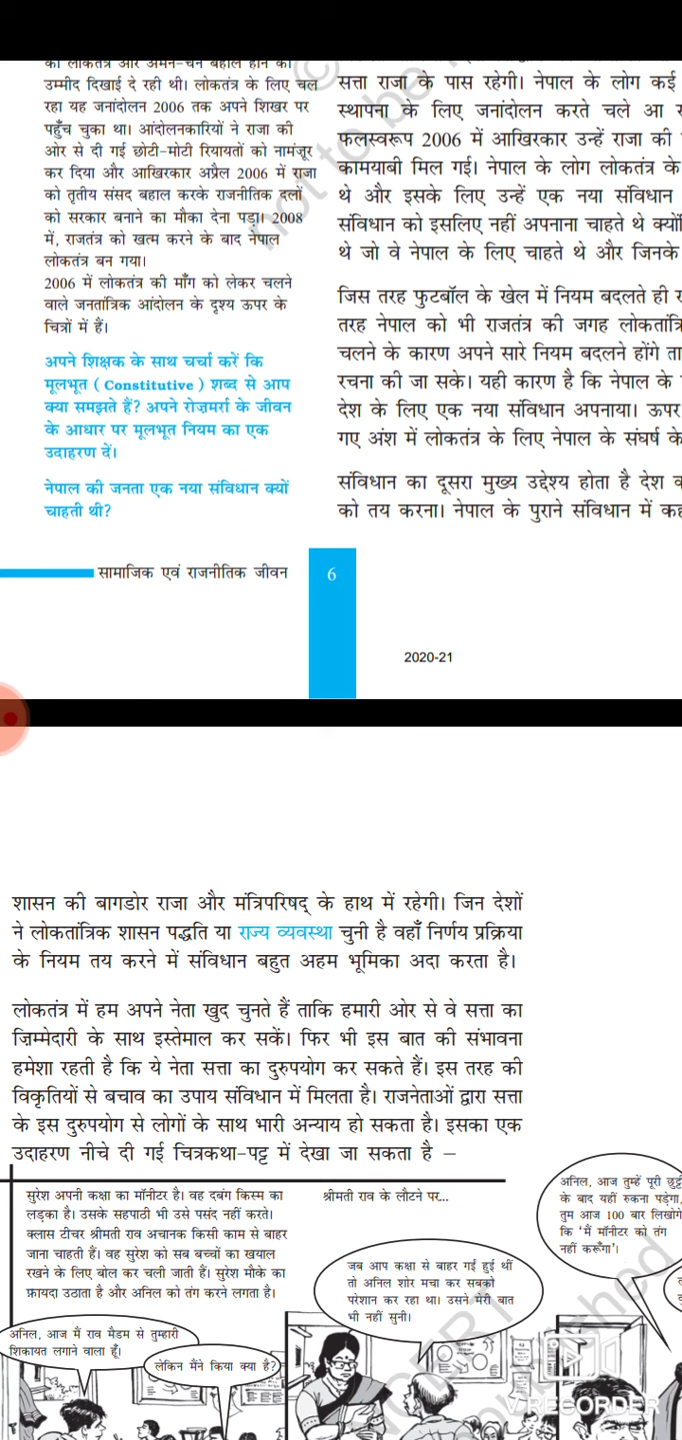 को लोकतंत्र और अमन-चैन बहाल होने की
उम्मीद दिखाई दे रही थी। लोकतंत्र के लिए चल
रहा यह जनांदोलन 2006 तक अपने शिखर पर
पहुँच चुका था। आंदोलनकारियों ने राजा की
ओर से दी गई छोटी-मोटी रियायतों को नामंज़ूर
कर दिया और आखिरकार अप्रैल 2006 में राजा
को तृतीय संसद बहाल करके राजनीतिक दलों
को सरकार बनाने का मौका देना पड़ा। 2008
में, राजतंत्र को खत्म करने के बाद नेपाल
लोकतंत्र बन गया।
2006 में लोकतंत्र की माँग को लेकर चलने
वाले जनतांत्रिक आंदोलन के दृश्य ऊपर के
चित्रों में हैं।
अपने शिक्षक के साथ चर्चा करें कि
मूलभूत (Constitutive) शब्द से आप
क्या समझते हैं? अपने रोज़मर्रा के जीवन
के आधार पर मूलभूत नियम का एक
उदाहरण दें।
नेपाल की जनता एक नया संविधान क्यों
चाहती थी?
सत्ता राजा के पास रहेगी। नेपाल के लोग कई
स्थापना के लिए जनांदोलन करते चले आ
फलस्वरूप 2006 में आखिरकार उन्हें राजा की
कामयाबी मिल गई। नेपाल के लोग लोकतंत्र के
थे और इसके लिए उन्हें एक नया संविधान
संविधान को इसलिए नहीं अपनाना चाहते थे क्यों
थे जो वे नेपाल के लिए चाहते थे और जिनके
जिस तरह फुटबॉल के खेल में नियम बदलते ही
तरह नेपाल को भी राजतंत्र की जगह लोकतांत्रि
चलने के कारण अपने सारे नियम बदलने होंगे ता
रचना की जा सके। यही कारण है कि नेपाल के
देश के लिए एक नया संविधान अपनाया। ऊपर
गए अंश में लोकतंत्र के लिए नेपाल के संघर्ष के
संविधान का दूसरा मुख्य उद्देश्य होता है देश
को तय करना। नेपाल के पुराने संविधान में कह
सामाजिक एवं राजनीतिक जीवन
6
2020-21
शासन की बागडोर राजा और मंत्रिपरिषद् के हाथ में रहेगी। जिन देशों
ने लोकतांत्रिक शासन पद्धति या राज्य व्यवस्था चुनी है वहाँ निर्णय प्रक्रिया
के नियम तय करने में संविधान बहुत अहम भूमिका अदा करता है।
लोकतंत्र में हम अपने नेता खुद चुनते हैं ताकि हमारी ओर से वे सत्ता का
जिम्मेदारी के साथ इस्तेमाल कर सकें। फिर भी इस बात की संभावना
हमेशा रहती है कि ये नेता सत्ता का दुरुपयोग कर सकते हैं। इस तरह की
विकृतियों से बचाव का उपाय संविधान में मिलता है। राजनेताओं द्वारा सत्ता
के इस दुरुपयोग से लोगों के साथ भारी अन्याय हो सकता है। इसका एक
उदाहरण नीचे दी गई चित्रकथा-पट्ट में देखा जा सकता है –
सुरेश अपनी कक्षा का मॉनीटर है। वह दबंग किस्म का
लड़का है। उसके सहपाठी भी उसे पसंद नहीं करते।
क्लास टीचर श्रीमती राव अचानक किसी काम से बाहर
जाना चाहती हैं। वह सुरेश को सब बच्चों का खयाल
रखने के लिए बोल कर चली जाती हैं। सुरेश मौके का
फ़ायदा उठाता है और अनिल को तंग करने लगता है।
अनिल, आज मैं राव मैडम से तुम्हारी
शिकायत लगाने वाला हूँ।
लेकिन मैंने किया क्या है?
श्रीमती राव के लौटने पर...
जब आप कक्षा से बाहर गई हुई थीं
तो अनिल शोर मचा कर सबको
परेशान कर रहा था। उसने मेरी बात
भी नहीं सुनी।
अनिल, आज तुम्हें पूरी छुट्टी
के बाद यहीं रुकना पड़ेगा,
तुम आज 100 बार लिखोगे
कि 'मैं मॉनीटर को तंग
नहीं करूँगा'।
© not to be
NCERT
published
V RECORDER